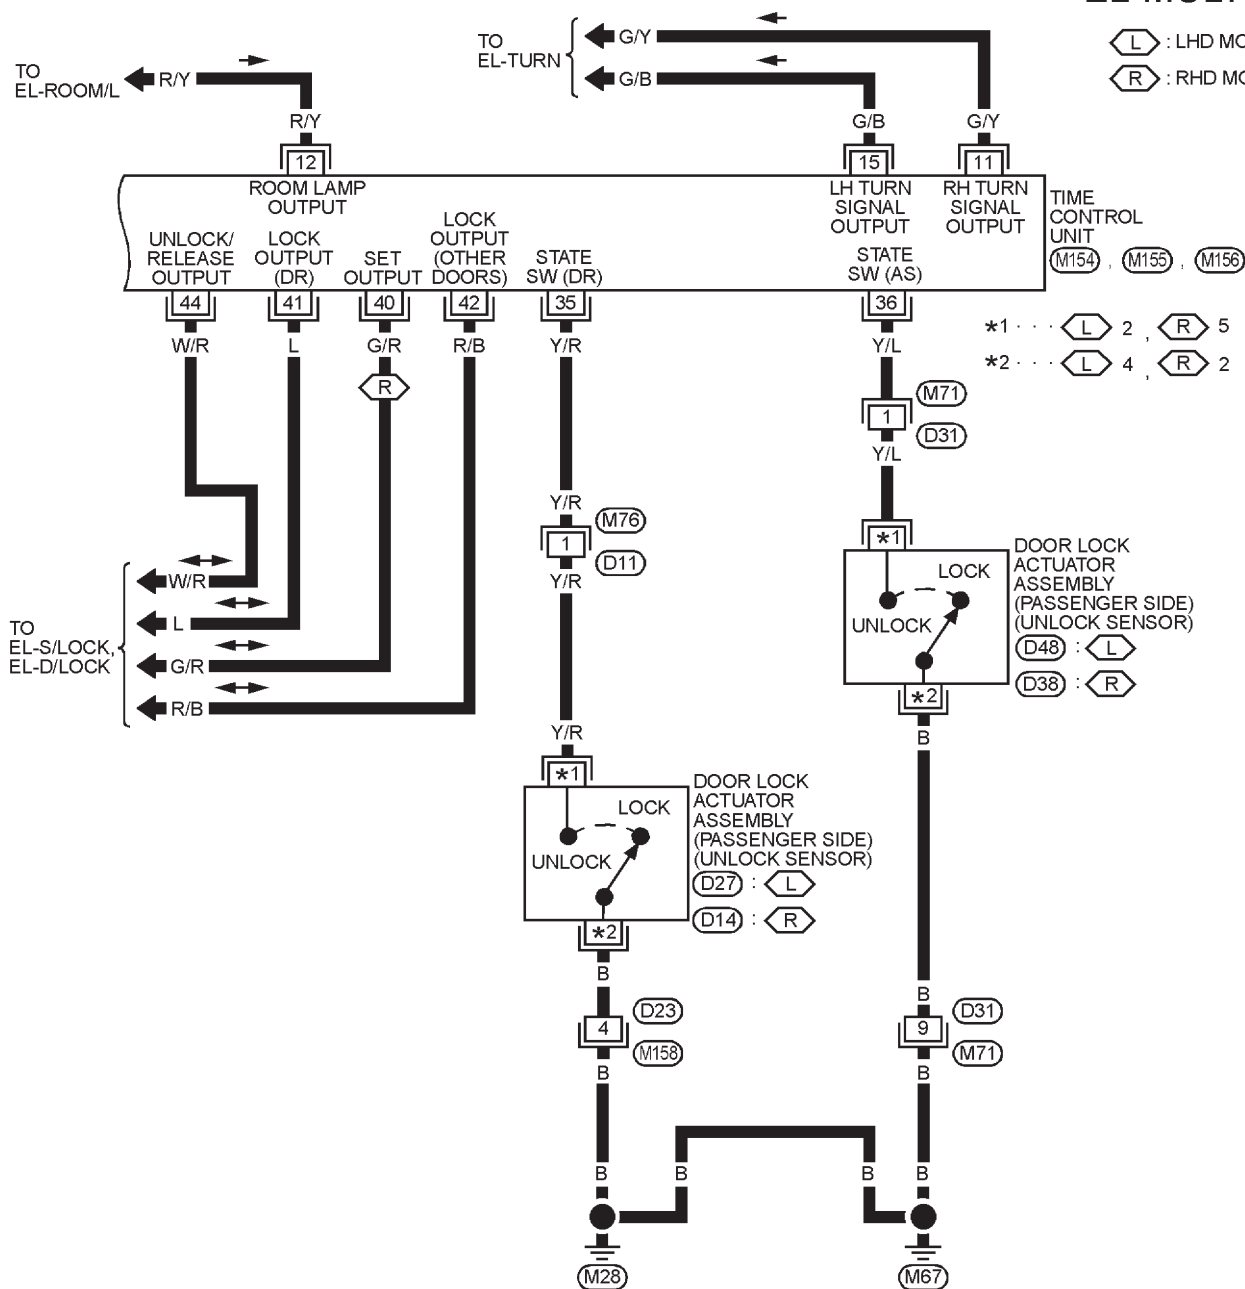 TO
EL-ROOM/L
R/Y
R/Y
12
TO
EL-TURN
G/Y
G/B
G/B
G/Y
15
11
L : LHD
R : RHD
ROOM LAMP
OUTPUT
LH TURN
SIGNAL
OUTPUT
RH TURN
SIGNAL
OUTPUT
UNLOCK/
RELEASE
OUTPUT
LOCK
OUTPUT
(DR)
SET
OUTPUT
LOCK
OUTPUT
(OTHER
DOORS)
STATE
SW (DR)
STATE
SW (AS)
TIME
CONTROL
UNIT
M154 , M155 , M156
44
41
40
42
35
36
W/R
L
G/R
R/B
Y/R
Y/L
R
*1 · · · L 2 , R 5
*2 · · · L 4 , R 2
M71
1
D31
Y/L
Y/R
M76
1
D11
Y/R
TO
EL-S/LOCK,
EL-D/LOCK
W/R
L
G/R
R/B
*1
LOCK
UNLOCK
*2
DOOR LOCK
ACTUATOR
ASSEMBLY
(PASSENGER SIDE)
(UNLOCK SENSOR)
D48 : L
D38 : R
B
Y/R
*1
LOCK
UNLOCK
*2
DOOR LOCK
ACTUATOR
ASSEMBLY
(PASSENGER SIDE)
(UNLOCK SENSOR)
D27 : L
D14 : R
B
D23
4
M158
B
B
D31
9
M71
B
B
B
B
B
M28
M67